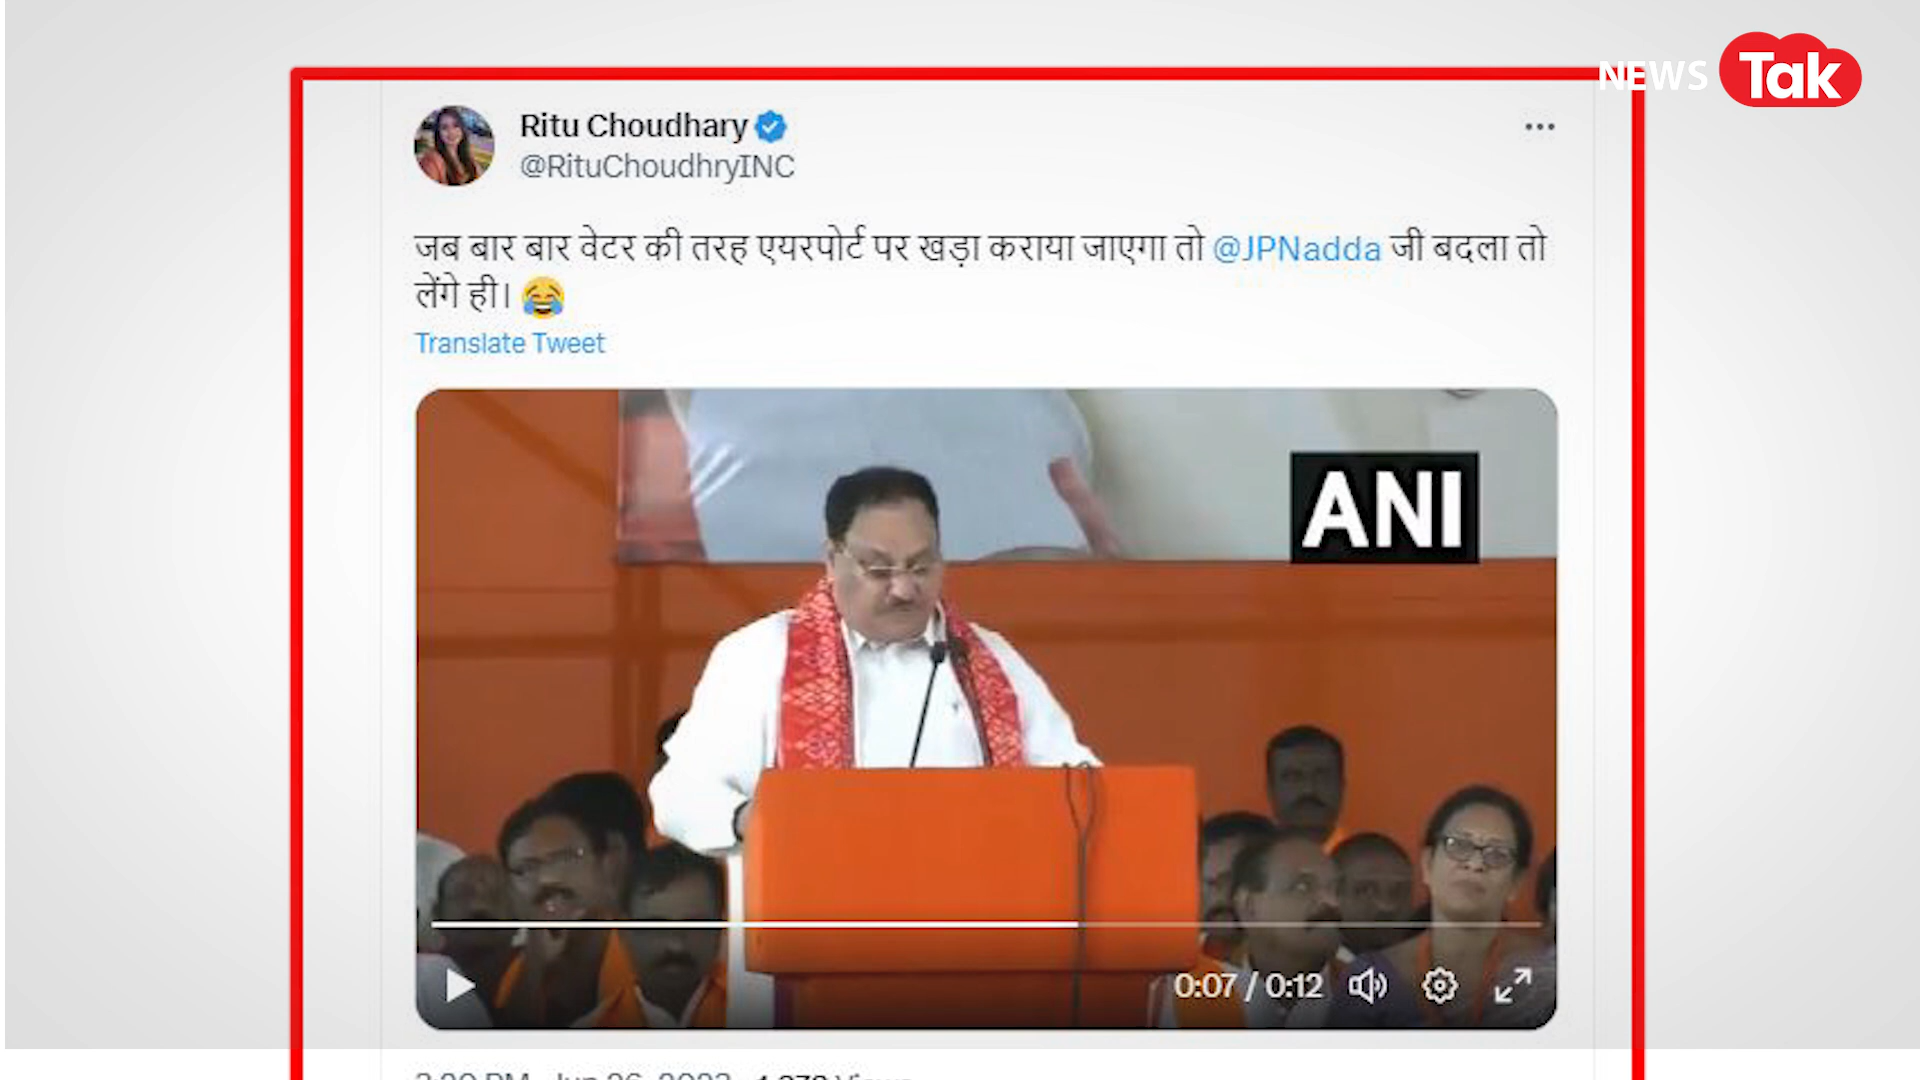 NEWS Tak
Ritu Choudhary
@RituChoudhryINC
जब बार बार वेटर की तरह एयरपोर्ट पर खड़ा कराया जाएगा तो @JPNadda जी बदला तो
लेंगे ही। 😂
Translate Tweet
ANI
0:07 / 0:12